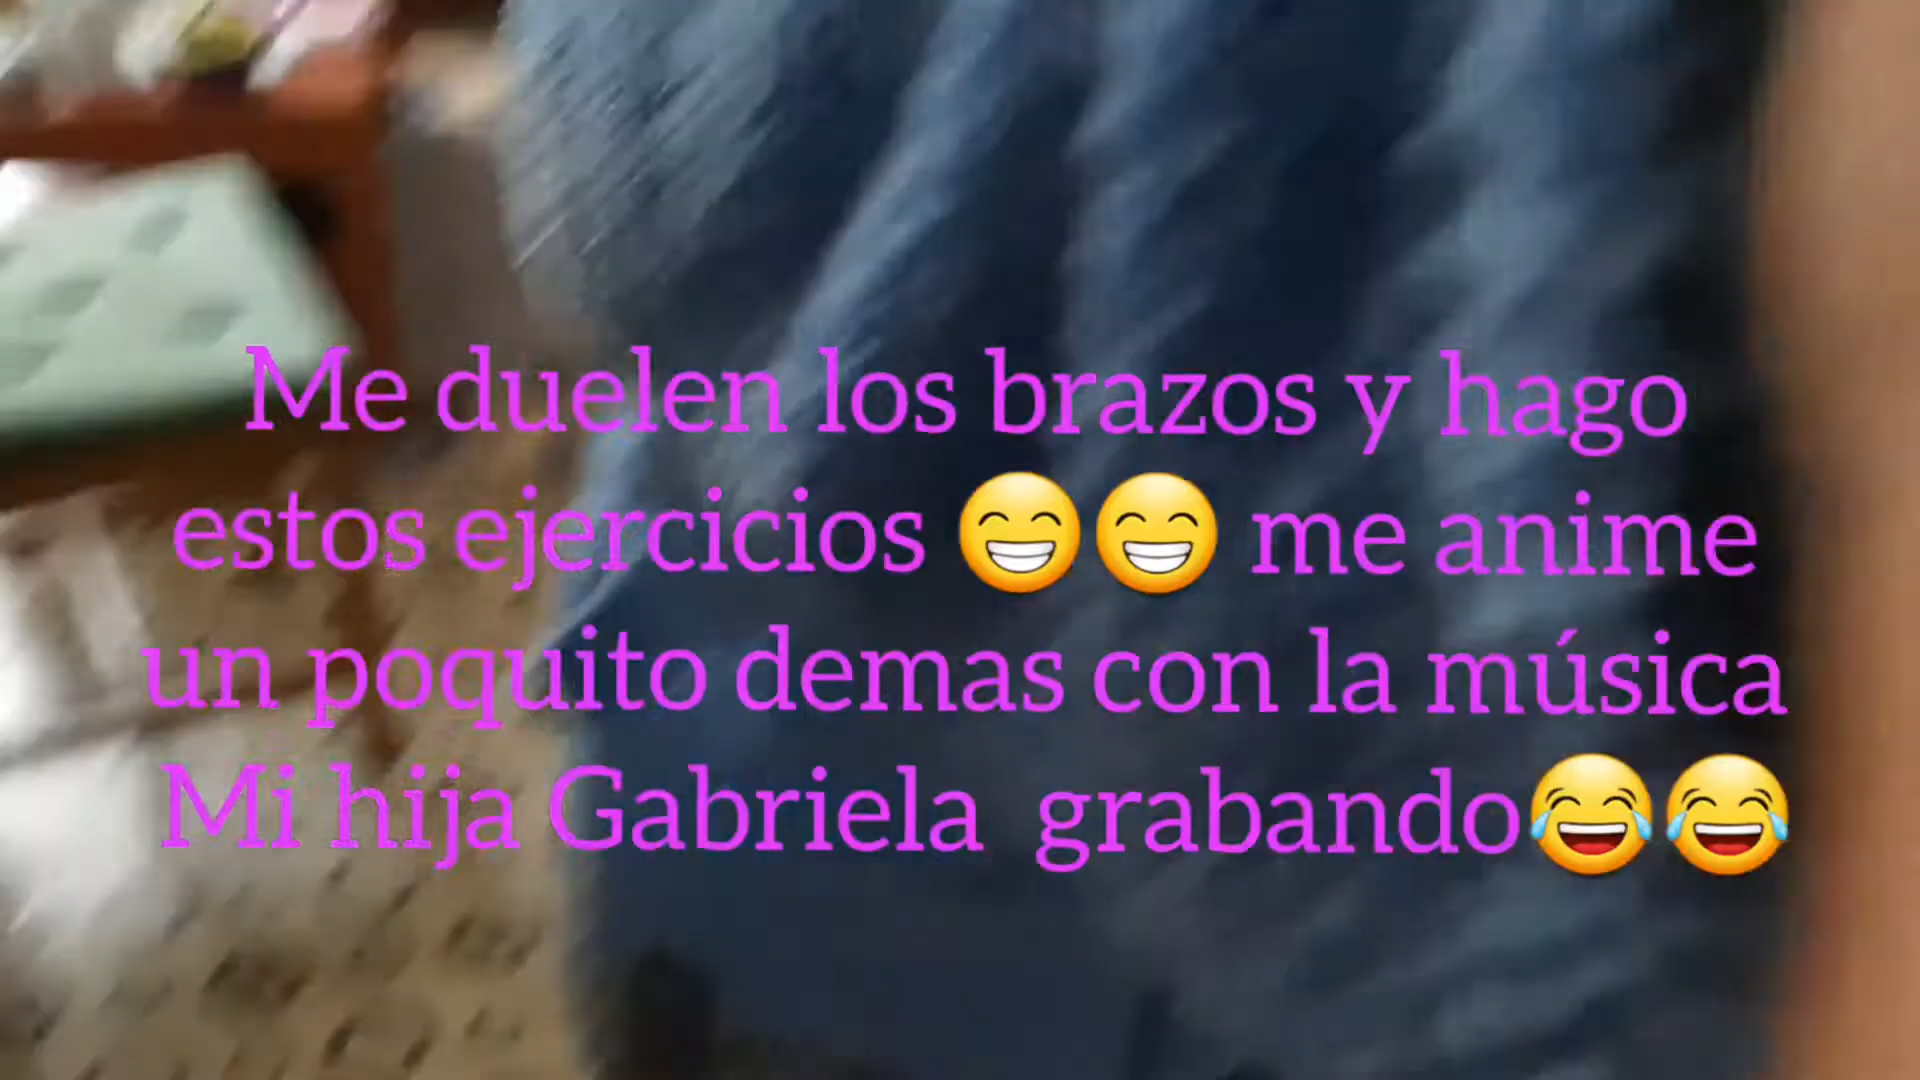 Me duelen los brazos y hago
estos ejercicios 😁😁 me anime
un poquito demas con la música
Mi hija Gabriela grabando😂😂